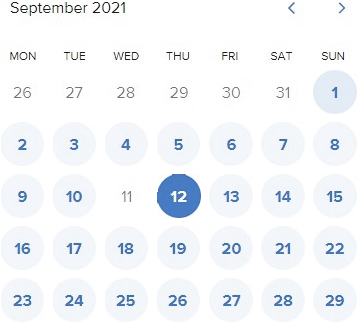 September 2021
MON TUE WED THU FRI SAT SUN
26 27 28 29 30 31 1
2 3 4 5 6 7 8
9 10 11 12 13 14 15
16 17 18 19 20 21 22
23 24 25 26 27 28 29